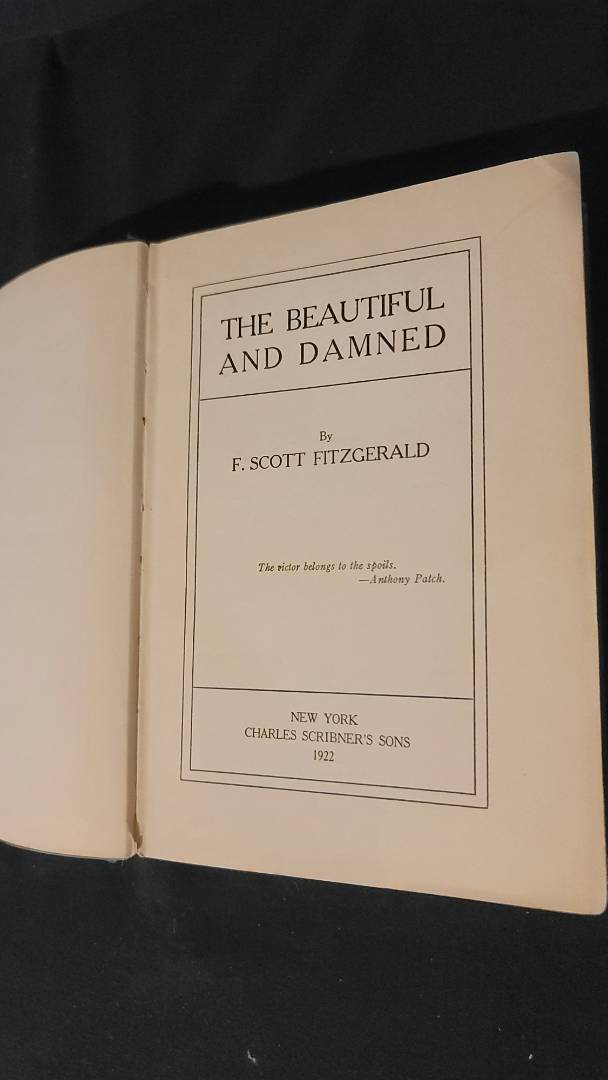 THE BEAUTIFUL
AND DAMNED
By
F. SCOTT FITZGERALD
The victor belongs to the spoils.
—Anthony Patch.
NEW YORK
CHARLES SCRIBNER'S SONS
1922